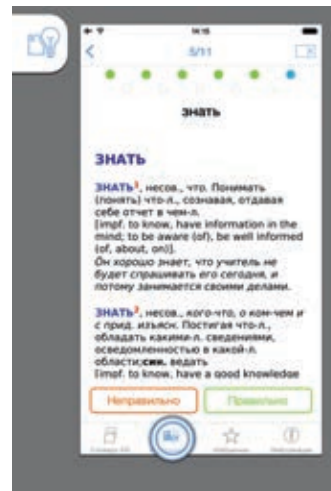 14:15
5/11
знать
ЗНАТЬ
ЗНАТЬ¹, несов., что. Понимать
(понять) что-л., сознавая, отдавая
себе отчет в чем-л.
[impf. to know, have information in the
mind; to be aware (of), be well informed
(of, about, on)].
Он хорошо знает, что учитель не
будет спрашивать его сегодня, и
потому занимается своими делами.
ЗНАТЬ², несов., кого-что, о ком-чем и
с прид. изъясн. Постигая что-л.,
обладать какими-л. сведениями,
осведомленностью в какой-л.
области;син. ведать
[impf. to know, have a good knowledge
Неправильно
Правильно